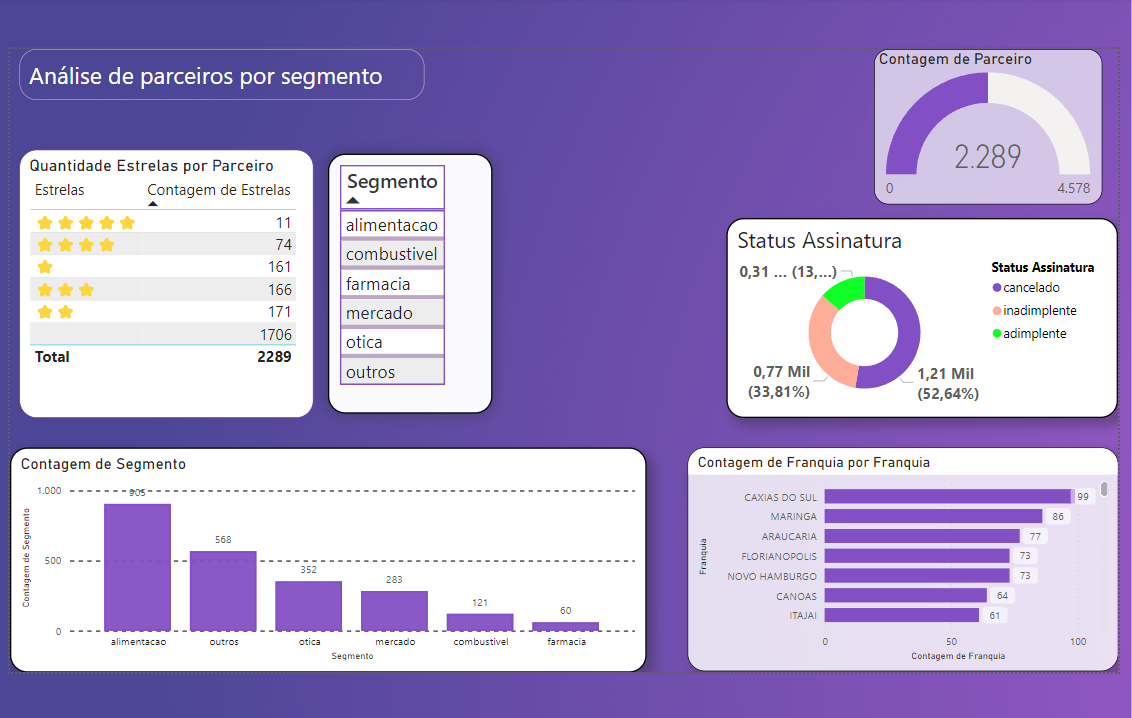 Análise de parceiros por segmento
Contagem de Parceiro
2.289
0
4.578
Quantidade Estrelas por Parceiro
Estrelas Contagem de Estrelas
11
74
161
166
171
1706
Total 2289
Segmento
alimentacao
combustivel
farmacia
mercado
otica
outros
Status Assinatura
0,31 ... (13,...)
0,77 Mil
(33,81%)
1,21 Mil
(52,64%)
Status Assinatura
cancelado
inadimplente
adimplente
Contagem de Segmento
Contagem de Segmento
1.000
500
0
905
568
352
283
121
60
alimentacao outros otica mercado combustivel farmacia
Segmento
Contagem de Franquia por Franquia
Franquia
CAXIAS DO SUL 99
MARINGA 86
ARAUCARIA 77
FLORIANOPOLIS 73
NOVO HAMBURGO 73
CANOAS 64
ITAJAI 61
0 50 100
Contagem de Franquia